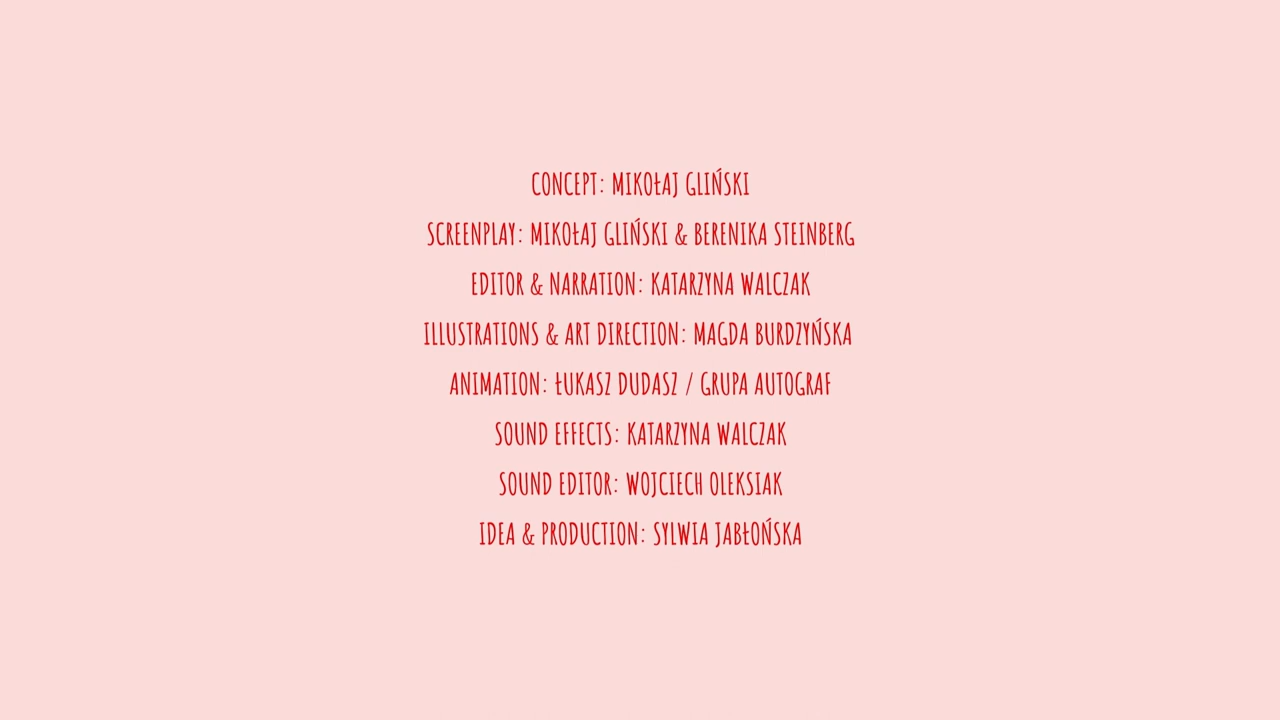 CONCEPT: MIKOŁAJ GLIŃSKI
SCREENPLAY: MIKOŁAJ GLIŃSKI & BERENIKA STEINBERG
EDITOR & NARRATION: KATARZYNA WALCZAK
ILLUSTRATIONS & ART DIRECTION: MAGDA BURDZYŃSKA
ANIMATION: ŁUKASZ DUDASZ / GRUPA AUTOGRAF
SOUND EFFECTS: KATARZYNA WALCZAK
SOUND EDITOR: WOJCIECH OLEKSIAK
IDEA & PRODUCTION: SYLWIA JABŁOŃSKA